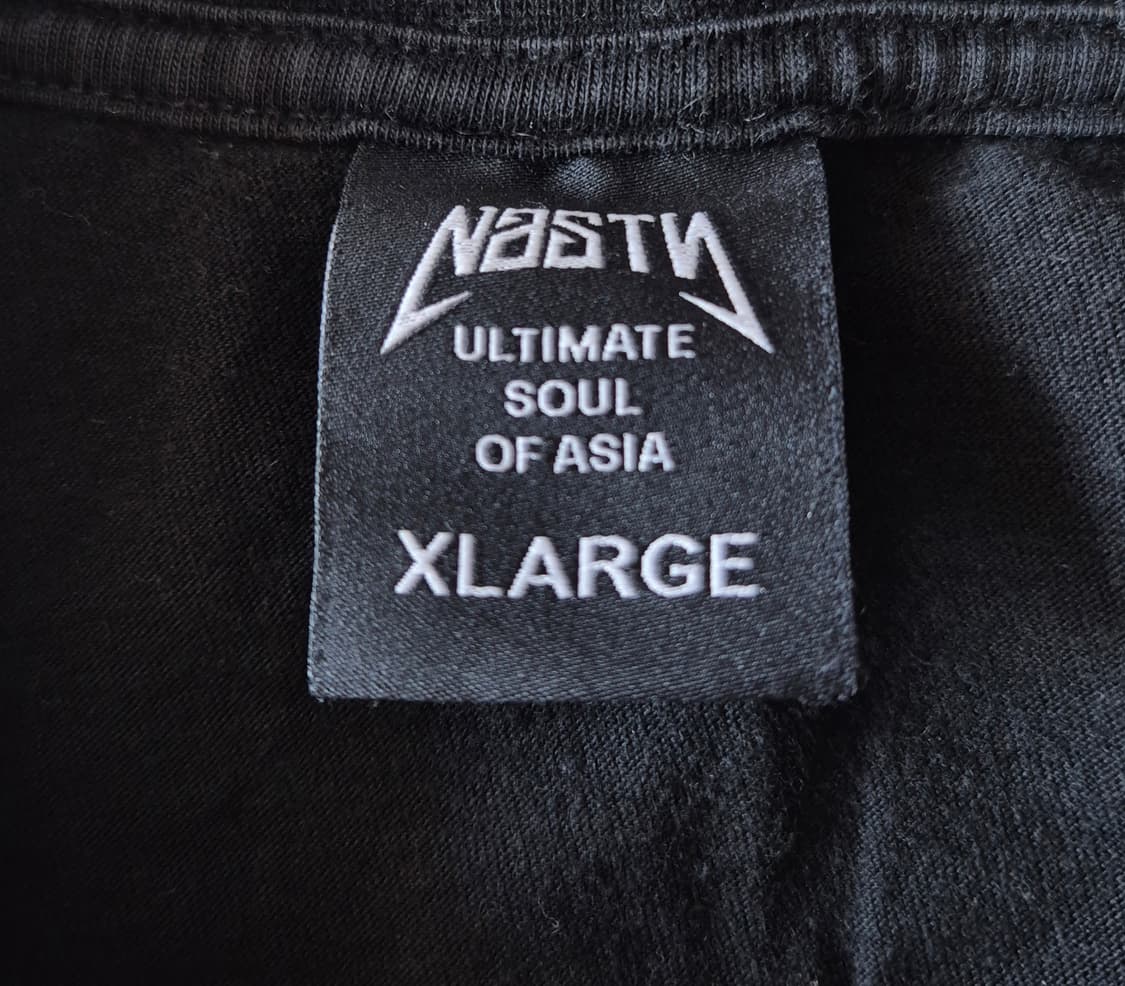 NASTY
ULTIMATE
SOUL
OF ASIA
XLARGE